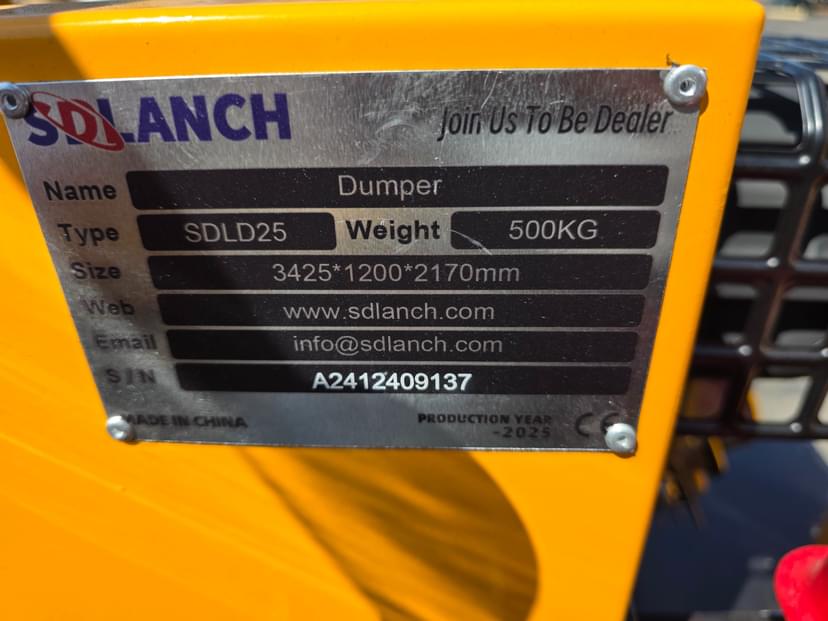 SDLANCH Join Us To Be Dealer
Name Dumper
Type SDLD25 Weight 500KG
Size 3425*1200*2170mm
Web www.sdlanch.com
Email info@sdlanch.com
S/N A2412409137
MADE IN CHINA PRODUCTION YEAR
-2025 CE